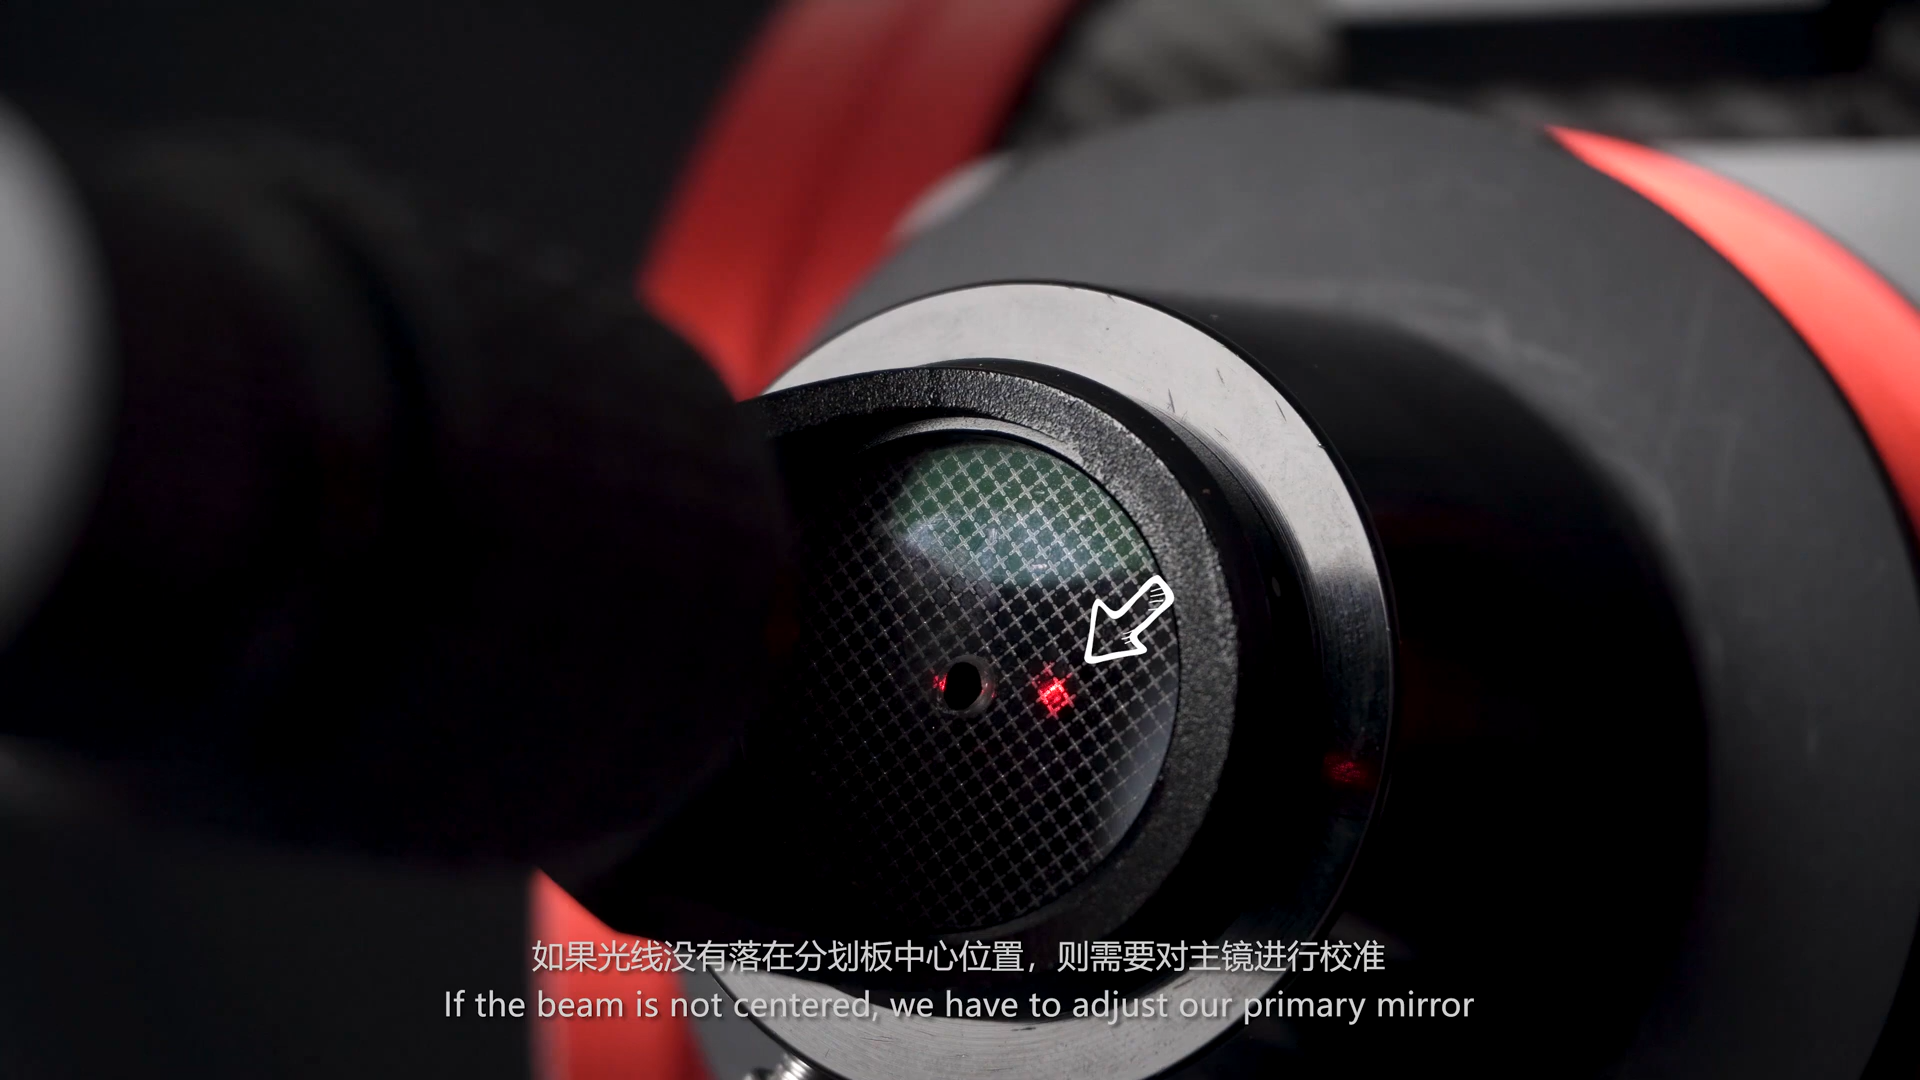 如果光线没有落在分划板中心位置，则需要对主镜进行校准
If the beam is not centered, we have to adjust our primary mirror